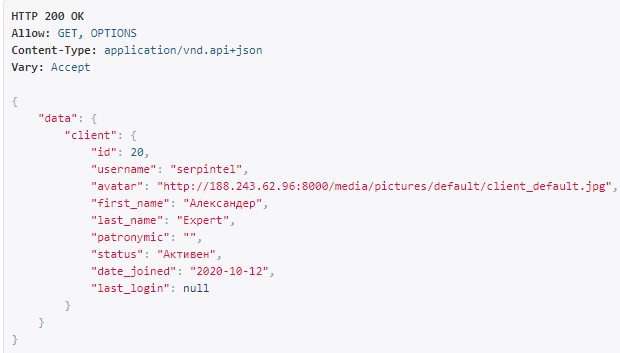 HTTP 200 OK
Allow: GET, OPTIONS
Content-Type: application/vnd.api+json
Vary: Accept
{
"data": {
"client": {
"id": 20,
"username": "serpintel",
"avatar": "http://188.243.62.96:8000/media/pictures/default/client_default.jpg",
"first_name": "Александер",
"last_name": "Expert",
"patronymic": "",
"status": "Активен",
"date_joined": "2020-10-12",
"last_login": null
}
}
}